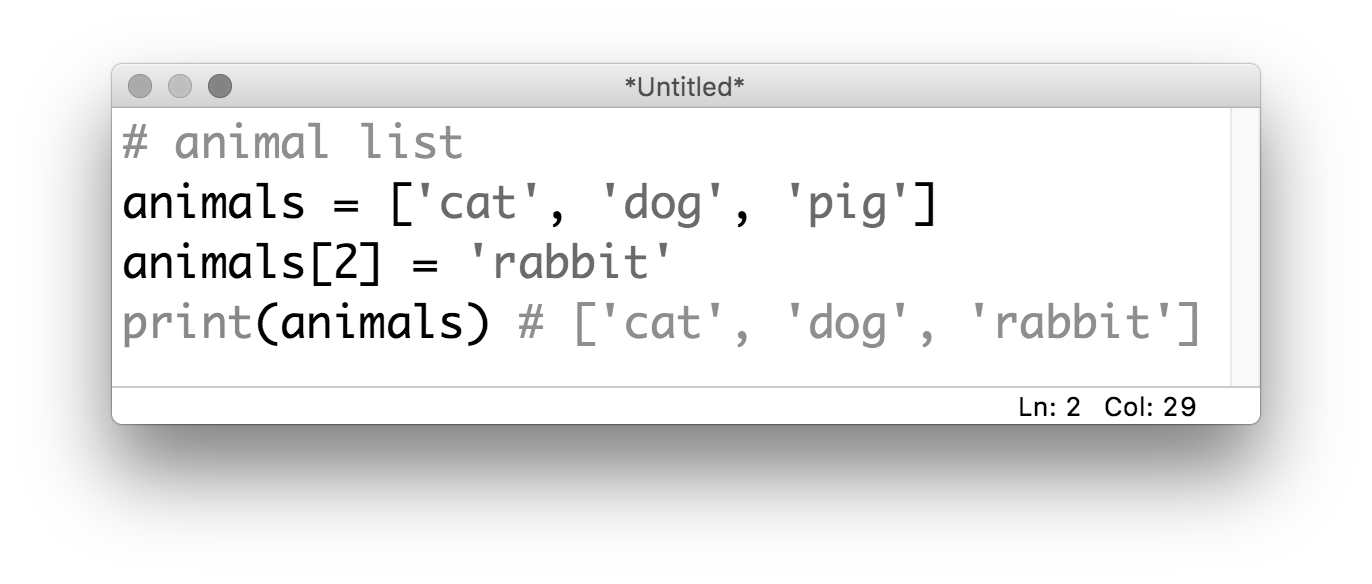 *Untitled*
# animal list
animals = ['cat', 'dog', 'pig']
animals[2] = 'rabbit'
print(animals) # ['cat', 'dog', 'rabbit']
Ln: 2 Col: 29